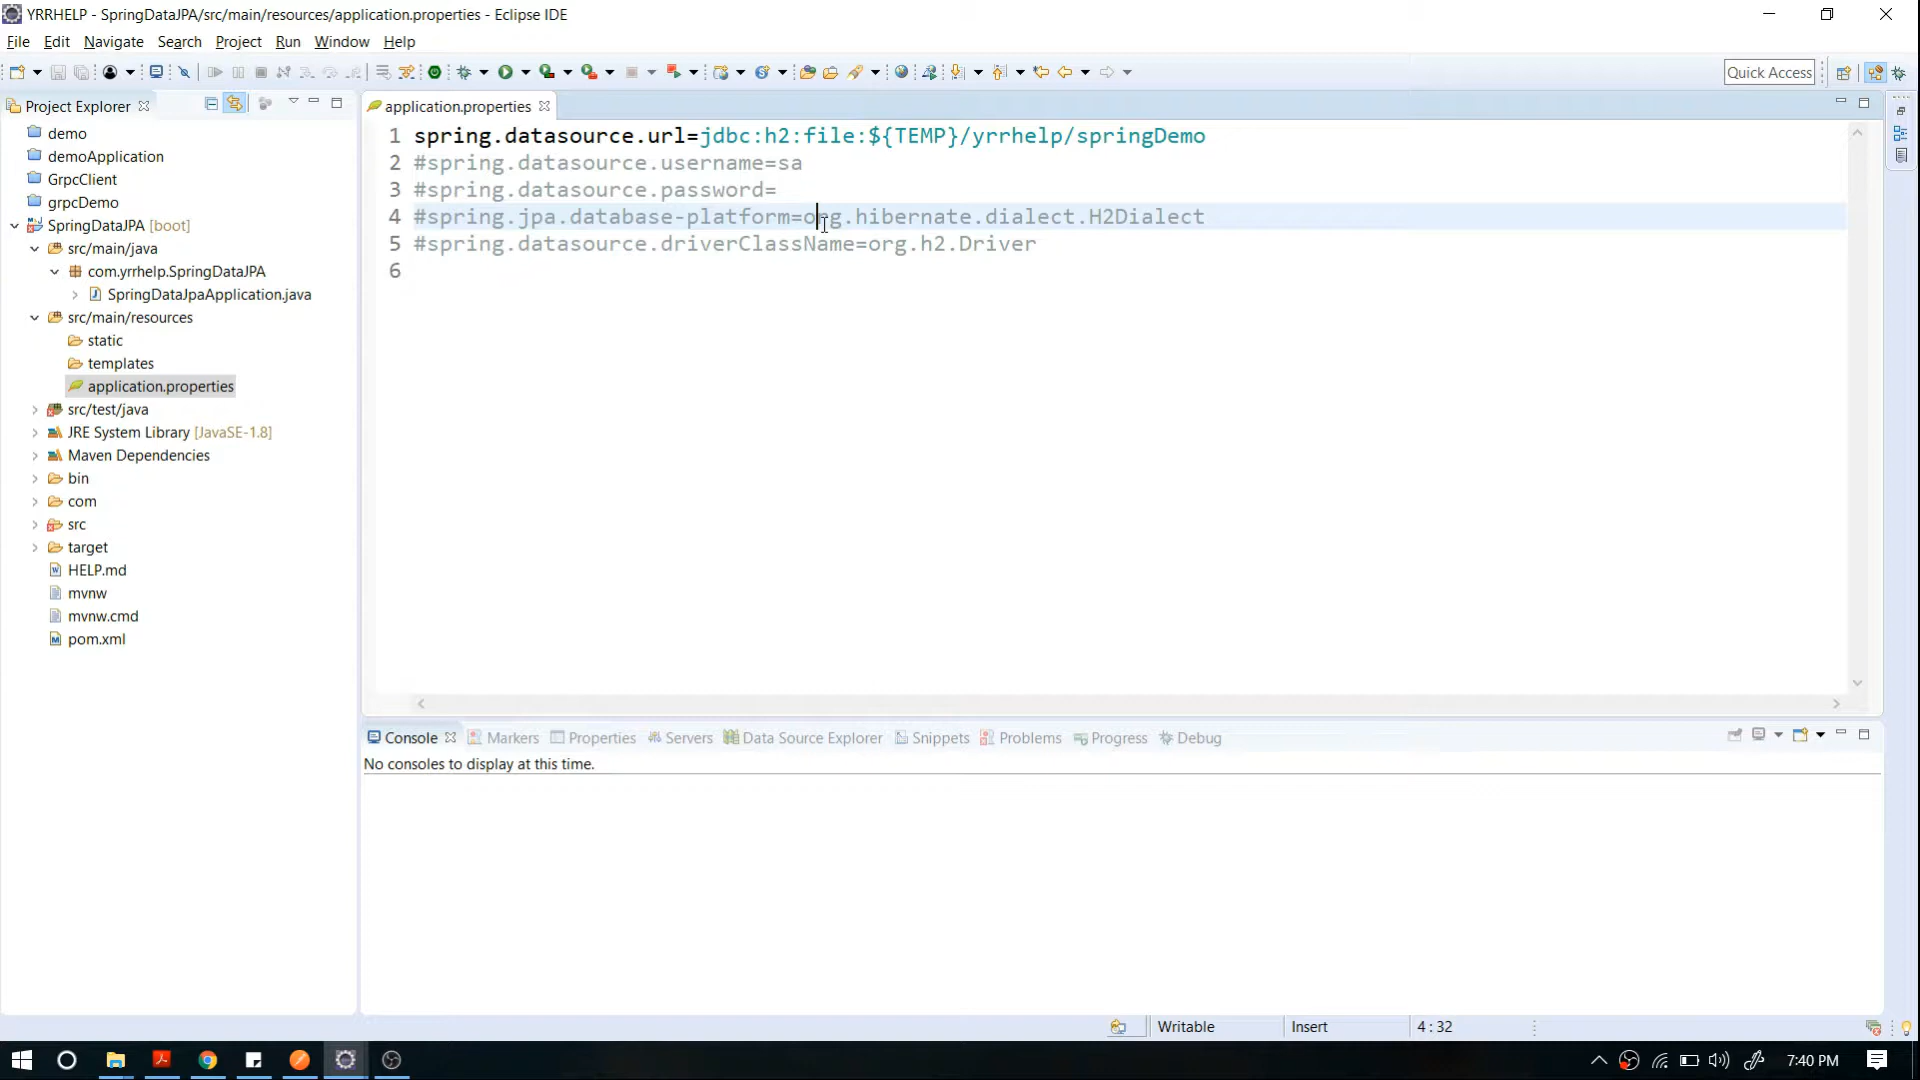 YRRHELP - SpringDataJPA/src/main/resources/application.properties - Eclipse IDE
File Edit Navigate Search Project Run Window Help
Quick Access
Project Explorer
application.properties
demo
demoApplication
GrpcClient
grpcDemo
SpringDataJPA [boot]
src/main/java
com.yrrhelp.SpringDataJPA
SpringDataJpaApplication.java
src/main/resources
static
templates
application.properties
src/test/java
JRE System Library [JavaSE-1.8]
Maven Dependencies
bin
com
src
target
HELP.md
mvnw
mvnw.cmd
pom.xml
1 spring.datasource.url=jdbc:h2:file:${TEMP}/yrrhelp/springDemo
2 #spring.datasource.username=sa
3 #spring.datasource.password=
4 #spring.jpa.database-platform=org.hibernate.dialect.H2Dialect
5 #spring.datasource.driverClassName=org.h2.Driver
6
Console Markers Properties Servers Data Source Explorer Snippets Problems Progress Debug
No consoles to display at this time.
Writable Insert 4 : 32
7:40 PM